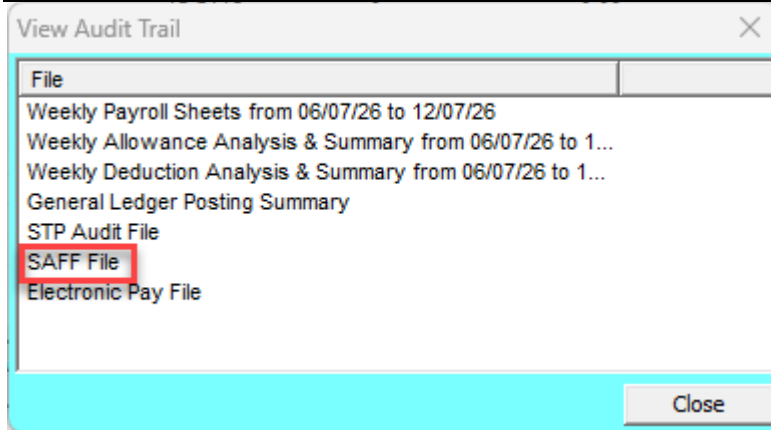 View Audit Trail
File
Weekly Payroll Sheets from 06/07/26 to 12/07/26
Weekly Allowance Analysis & Summary from 06/07/26 to 1...
Weekly Deduction Analysis & Summary from 06/07/26 to 1...
General Ledger Posting Summary
STP Audit File
SAFF File
Electronic Pay File
Close